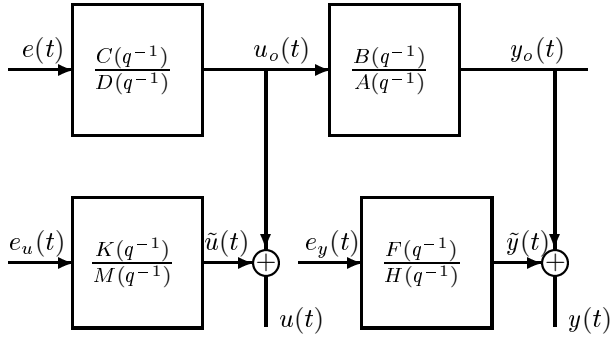 e(t)
C(q⁻¹)
D(q⁻¹)
u_o(t)
B(q⁻¹)
A(q⁻¹)
y_o(t)
e_u(t)
K(q⁻¹)
M(q⁻¹)
ũ(t)
+
e_y(t)
F(q⁻¹)
H(q⁻¹)
ỹ(t)
+
u(t)
y(t)